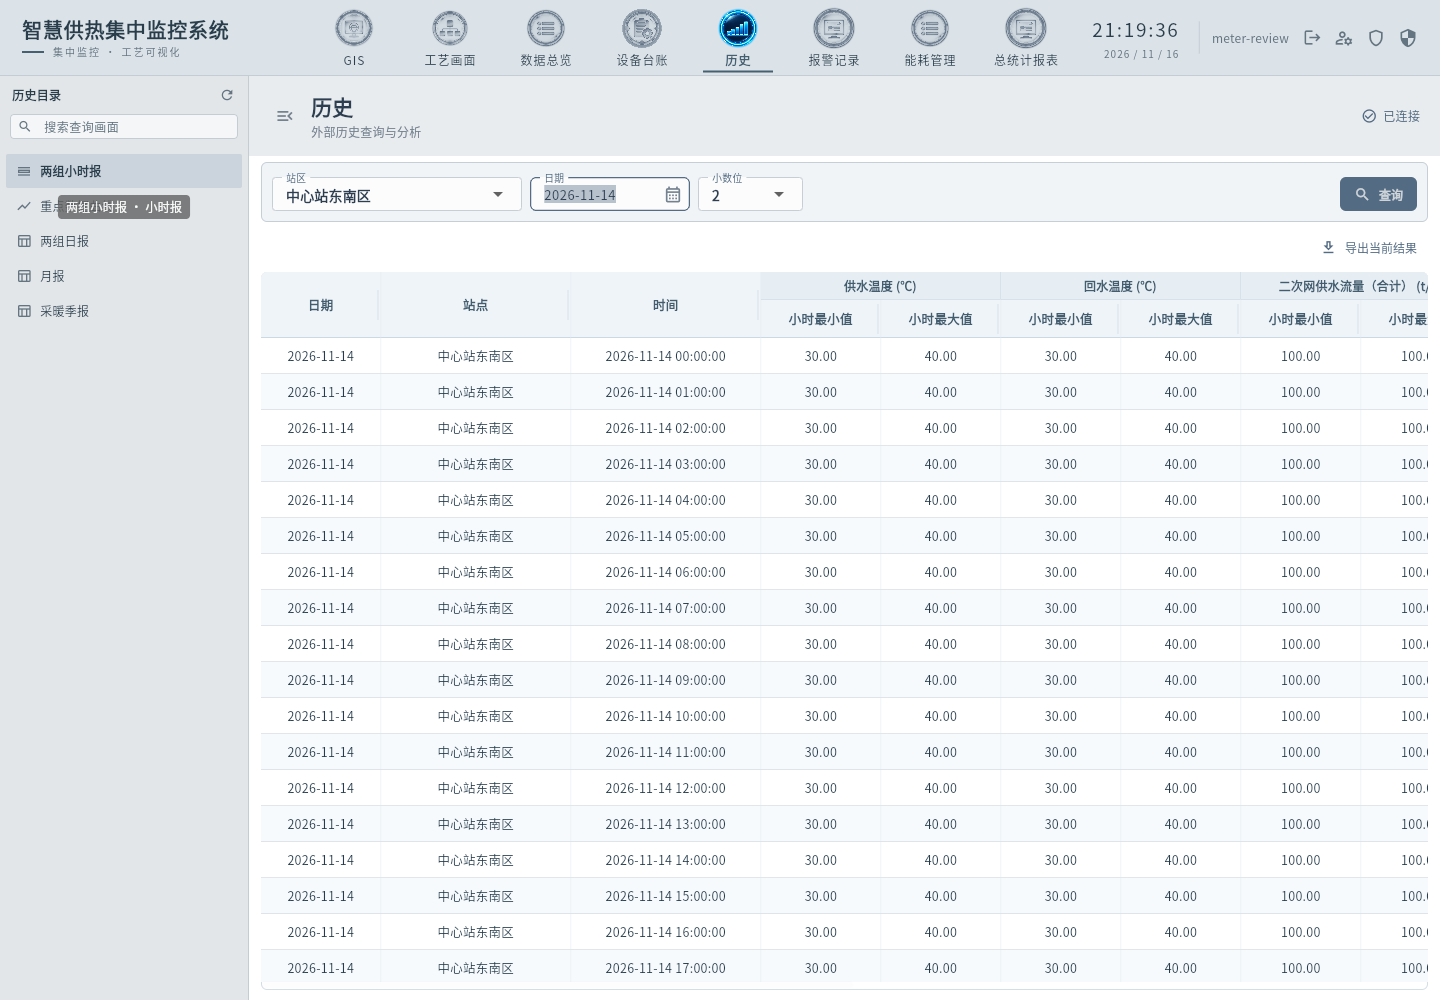 智慧供热集中监控系统
集中监控 · 工艺可视化
GIS
工艺画面
数据总览
设备台账
历史
报警记录
能耗管理
总统计报表
21:19:36
2026 / 11 / 16
meter-review
历史目录
搜索查询画面
两组小时报
重点
两组小时报 · 小时报
两组日报
月报
采暖季报
历史
外部历史查询与分析
已连接
站区
中心站东南区
日期
2026-11-14
小数位
2
查询
导出当前结果
日期 站点 时间 供水温度 (℃) 回水温度 (℃) 二次网供水流量（合计） (t/
小时最小值 小时最大值 小时最小值 小时最大值 小时最小值 小时最
2026-11-14 中心站东南区 2026-11-14 00:00:00 30.00 40.00 30.00 40.00 100.00 100.
2026-11-14 中心站东南区 2026-11-14 01:00:00 30.00 40.00 30.00 40.00 100.00 100.
2026-11-14 中心站东南区 2026-11-14 02:00:00 30.00 40.00 30.00 40.00 100.00 100.
2026-11-14 中心站东南区 2026-11-14 03:00:00 30.00 40.00 30.00 40.00 100.00 100.
2026-11-14 中心站东南区 2026-11-14 04:00:00 30.00 40.00 30.00 40.00 100.00 100.
2026-11-14 中心站东南区 2026-11-14 05:00:00 30.00 40.00 30.00 40.00 100.00 100.
2026-11-14 中心站东南区 2026-11-14 06:00:00 30.00 40.00 30.00 40.00 100.00 100.
2026-11-14 中心站东南区 2026-11-14 07:00:00 30.00 40.00 30.00 40.00 100.00 100.
2026-11-14 中心站东南区 2026-11-14 08:00:00 30.00 40.00 30.00 40.00 100.00 100.
2026-11-14 中心站东南区 2026-11-14 09:00:00 30.00 40.00 30.00 40.00 100.00 100.
2026-11-14 中心站东南区 2026-11-14 10:00:00 30.00 40.00 30.00 40.00 100.00 100.
2026-11-14 中心站东南区 2026-11-14 11:00:00 30.00 40.00 30.00 40.00 100.00 100.
2026-11-14 中心站东南区 2026-11-14 12:00:00 30.00 40.00 30.00 40.00 100.00 100.
2026-11-14 中心站东南区 2026-11-14 13:00:00 30.00 40.00 30.00 40.00 100.00 100.
2026-11-14 中心站东南区 2026-11-14 14:00:00 30.00 40.00 30.00 40.00 100.00 100.
2026-11-14 中心站东南区 2026-11-14 15:00:00 30.00 40.00 30.00 40.00 100.00 100.
2026-11-14 中心站东南区 2026-11-14 16:00:00 30.00 40.00 30.00 40.00 100.00 100.
2026-11-14 中心站东南区 2026-11-14 17:00:00 30.00 40.00 30.00 40.00 100.00 100.